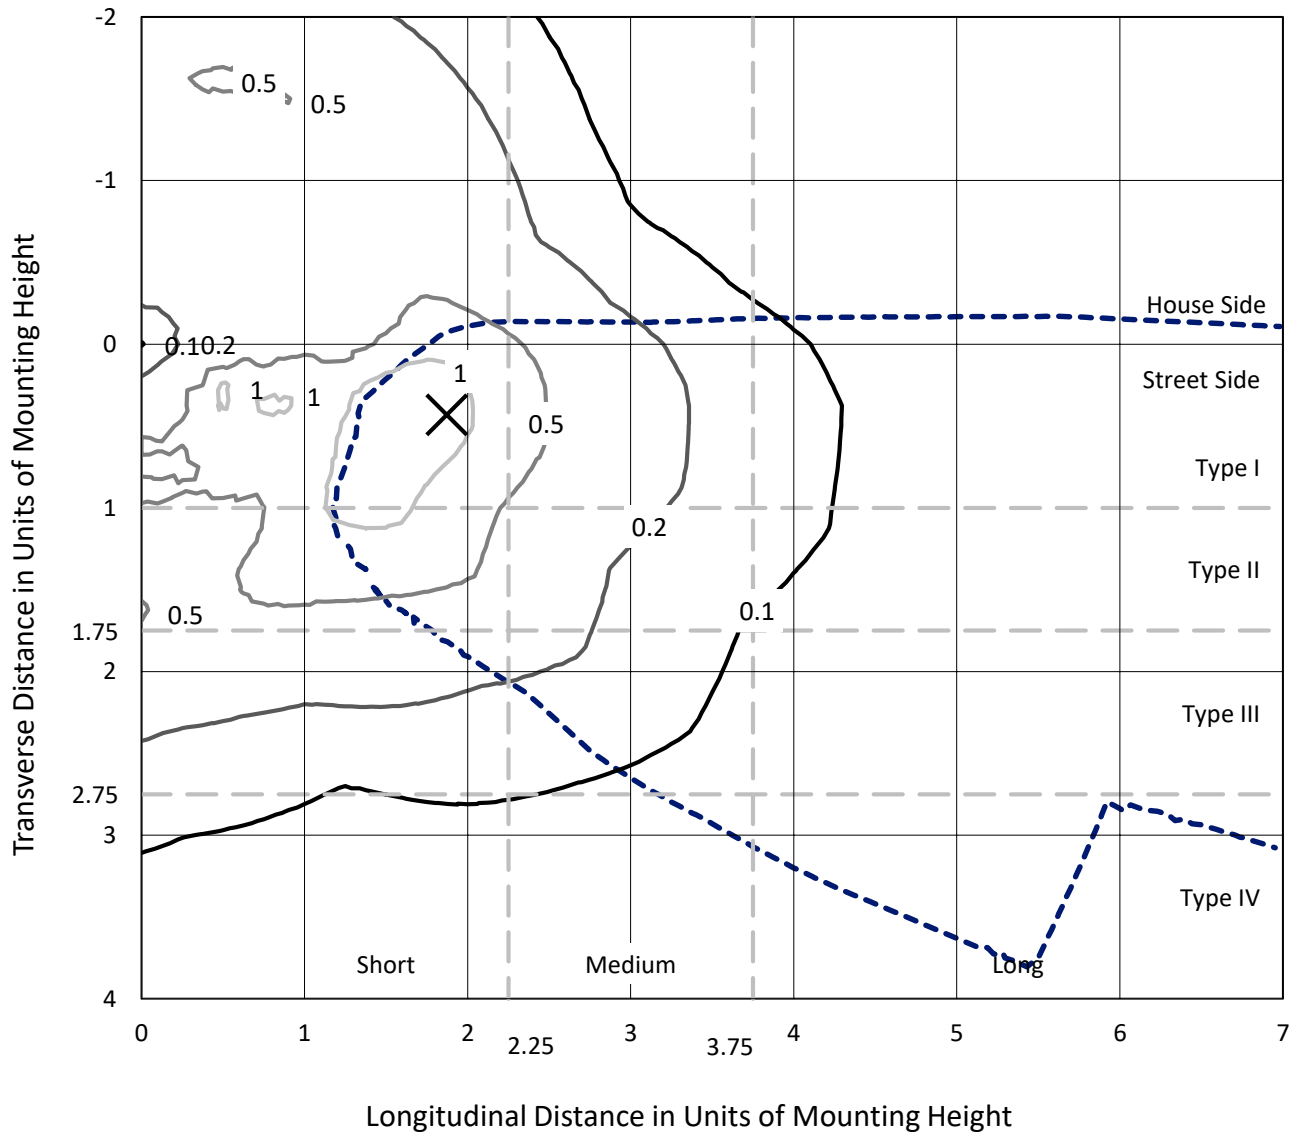 -2
0.5
0.5
-1
House Side
0
0.1 0.2
Street Side
1
1
1
0.5
Type I
1
0.2
Type II
0.5
0.1
1.75
2
Type III
2.75
3
Type IV
Short
Medium
Long
4
0
1
2
2.25
3
3.75
4
5
6
7
Transverse Distance in Units of Mounting Height
Longitudinal Distance in Units of Mounting Height